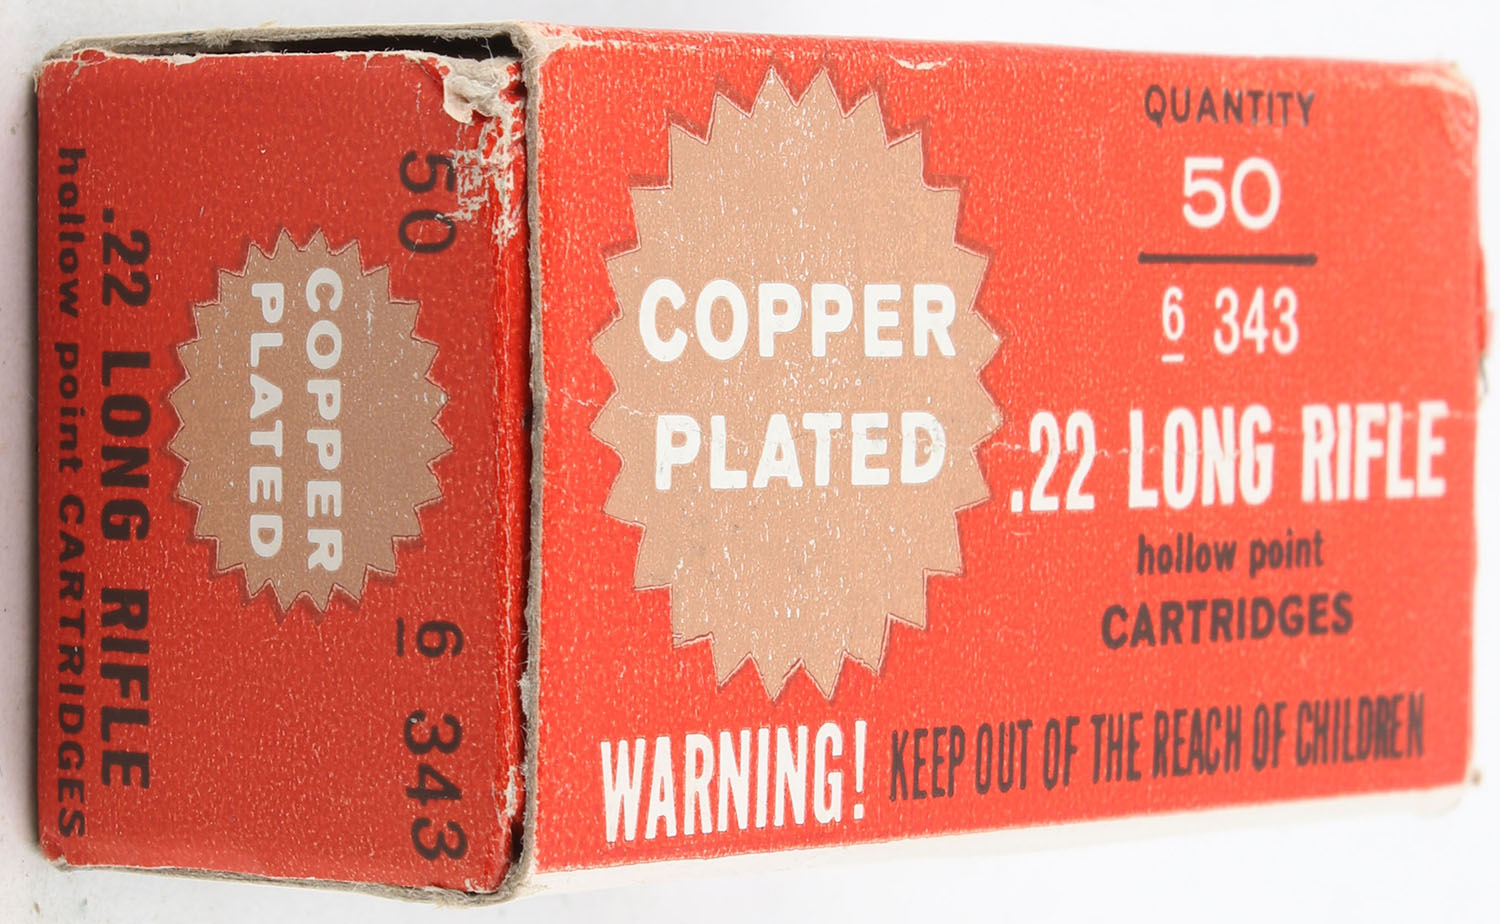 50
6 343
COPPER
PLATED
.22 LONG RIFLE
hollow point CARTRIDGES
COPPER
PLATED
QUANTITY
50
6 343
.22 LONG RIFLE
hollow point
CARTRIDGES
WARNING! KEEP OUT OF THE REACH OF CHILDREN